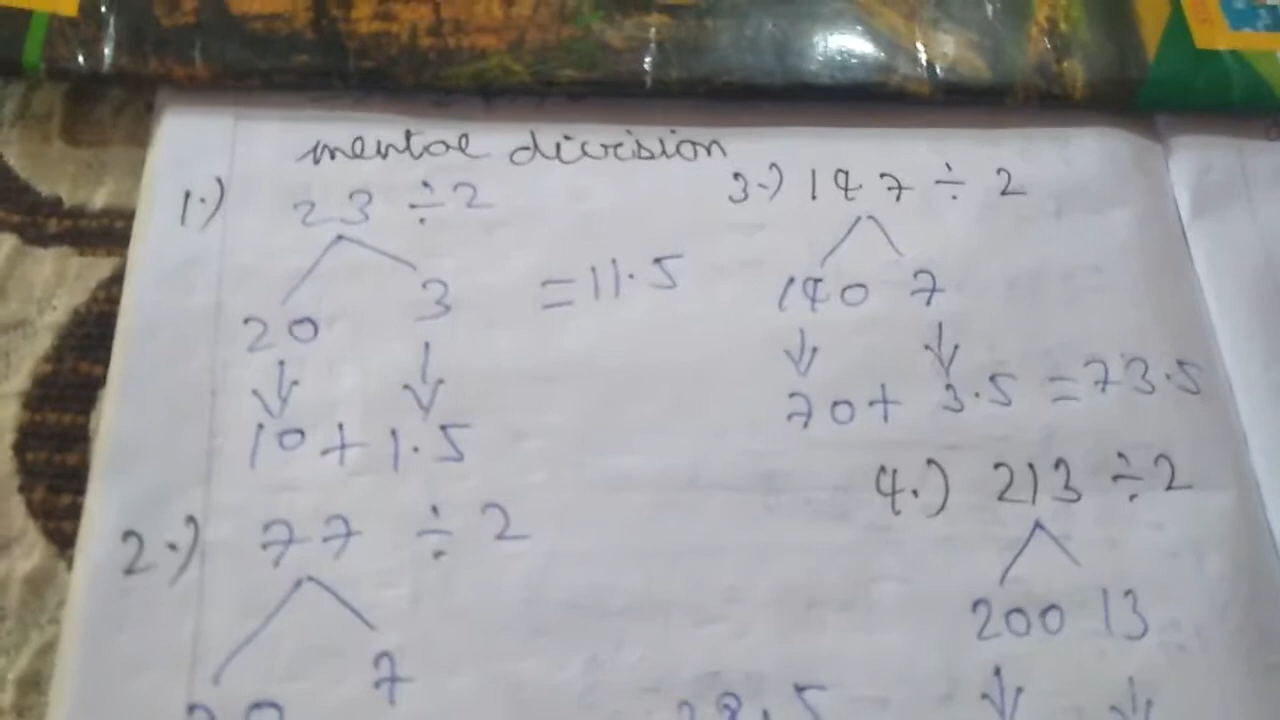 mental division
1.) 23 ÷ 2
20 3 = 11.5
10 + 1.5
2.) 77 ÷ 2
7
3.) 147 ÷ 2
140 7
70 + 3.5 = 73.5
4.) 213 ÷ 2
200 13